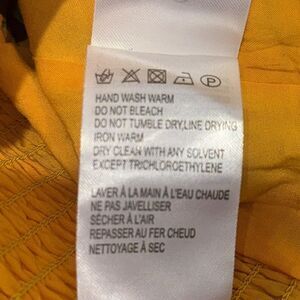 P
HAND WASH WARM
DO NOT BLEACH
DO NOT TUMBLE DRY,LINE DRYING
IRON WARM
DRY CLEAN WITH ANY SOLVENT
EXCEPT TRICHLOROETHYLENE
LAVER À LA MAIN À L'EAU CHAUDE
NE PAS JAVELLISER
SÉCHER À L'AIR
REPASSER AU FER CHEUD
NETTOYAGE À SEC